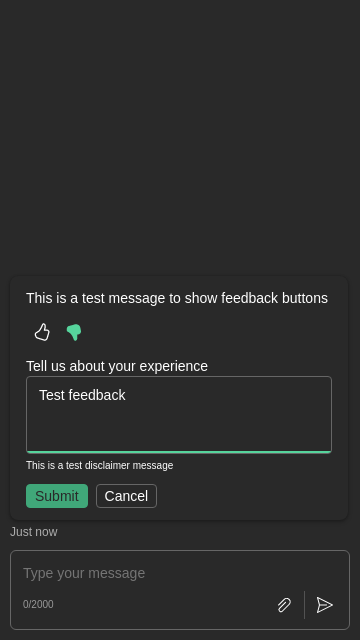 This is a test message to show feedback buttons
Tell us about your experience
Test feedback
This is a test disclaimer message
Submit Cancel
Just now
Type your message
0/2000